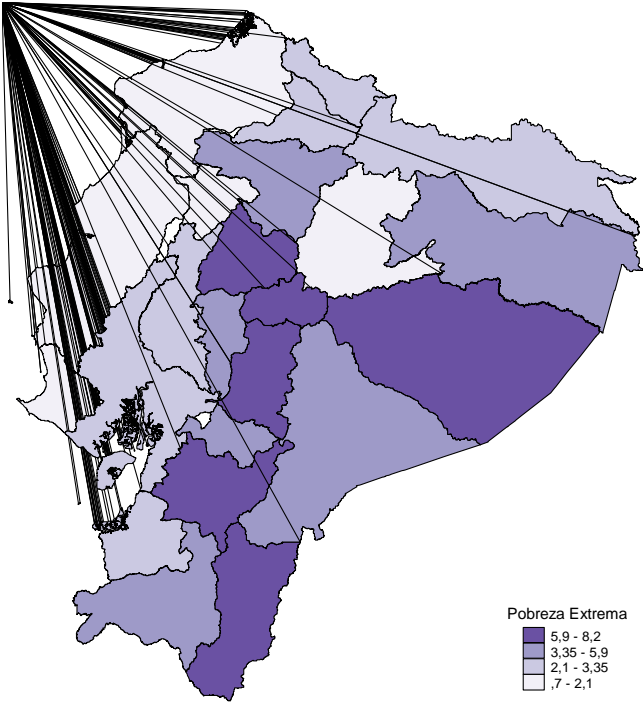 Pobreza Extrema
5,9 - 8,2
3,35 - 5,9
2,1 - 3,35
,7 - 2,1